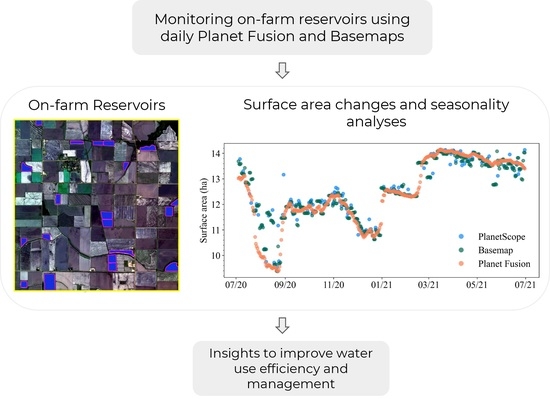 Monitoring on-farm reservoirs using
daily Planet Fusion and Basemaps
On-farm Reservoirs
Surface area changes and seasonality
analyses
Surface area (ha)
14
13
12
11
10
PlanetScope
Basemap
Planet Fusion
07/20 09/20 11/20 01/21 03/21 05/21 07/21
Insights to improve water
use efficiency and
management